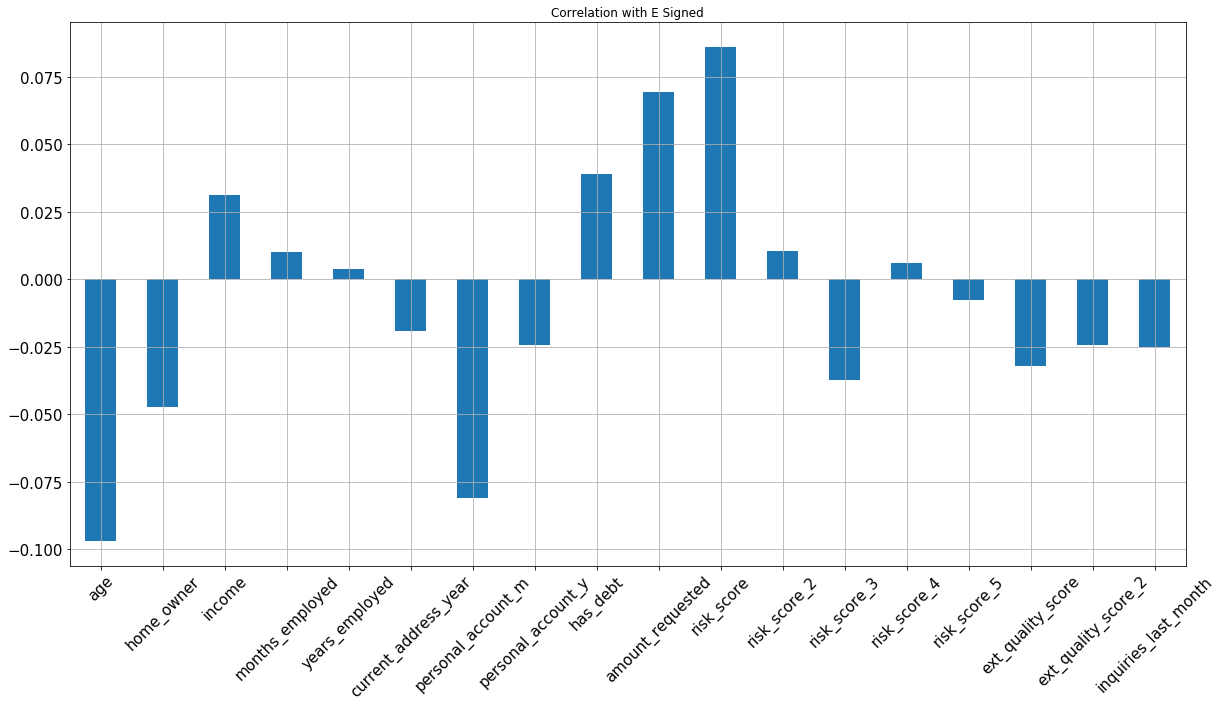 Correlation with E Signed
0.075
0.050
0.025
0.000
−0.025
−0.050
−0.075
−0.100
age
home_owner
income
months_employed
years_employed
current_address_year
personal_account_m
personal_account_y
has_debt
amount_requested
risk_score
risk_score_2
risk_score_3
risk_score_4
risk_score_5
ext_quality_score
ext_quality_score_2
inquiries_last_month